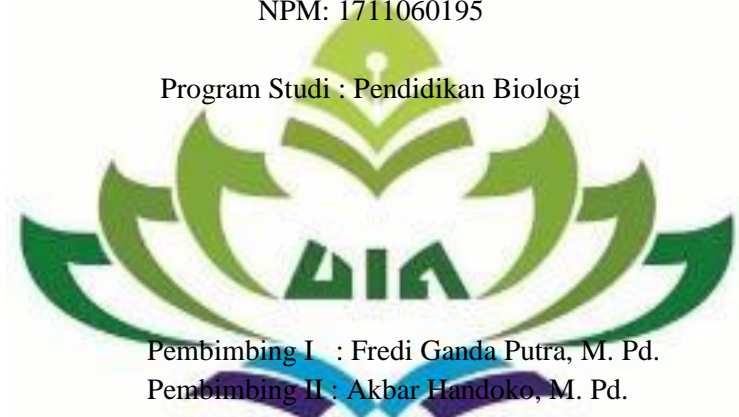 NPM: 1711060195
Program Studi : Pendidikan Biologi
UIN
Pembimbing I : Fredi Ganda Putra, M. Pd.
Pembimbing II : Akbar Handoko, M. Pd.